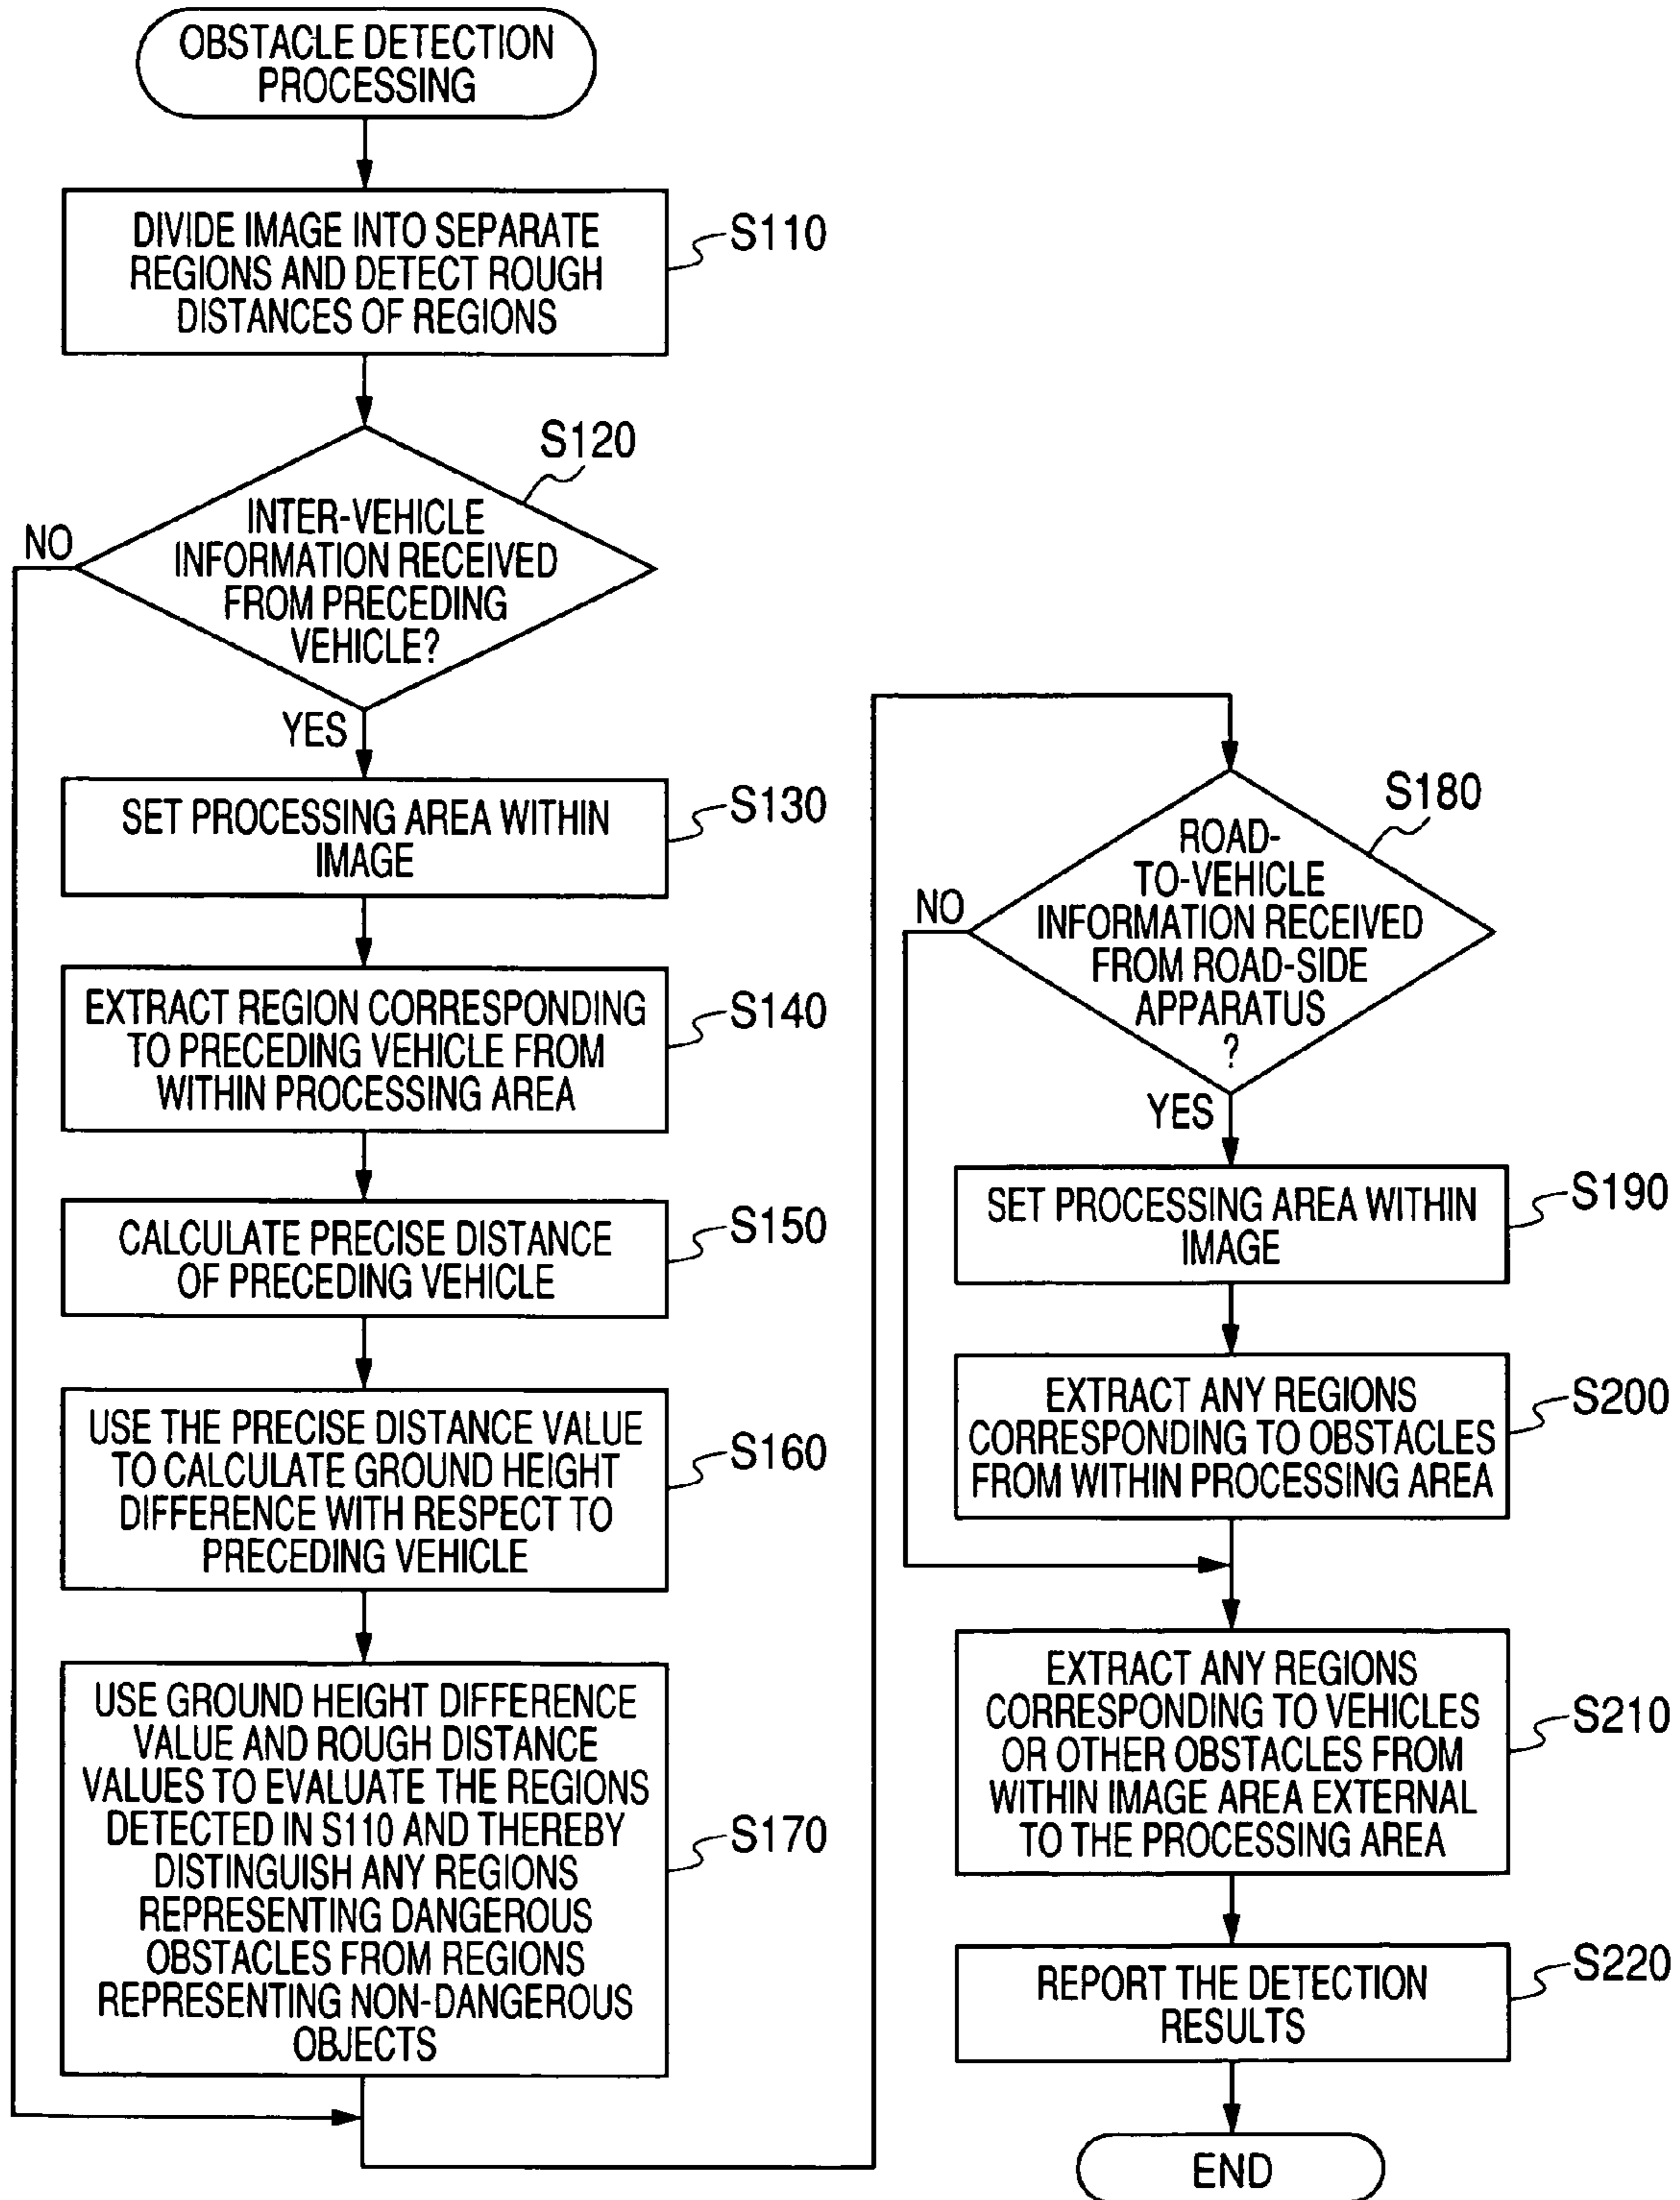 OBSTACLE DETECTION
PROCESSING
DIVIDE IMAGE INTO SEPARATE
REGIONS AND DETECT ROUGH
DISTANCES OF REGIONS
S110
S120
INTER-VEHICLE
INFORMATION RECEIVED
FROM PRECEDING
VEHICLE?
NO
YES
SET PROCESSING AREA WITHIN
IMAGE
S130
EXTRACT REGION CORRESPONDING
TO PRECEDING VEHICLE FROM
WITHIN PROCESSING AREA
S140
CALCULATE PRECISE DISTANCE
OF PRECEDING VEHICLE
S150
USE THE PRECISE DISTANCE VALUE
TO CALCULATE GROUND HEIGHT
DIFFERENCE WITH RESPECT TO
PRECEDING VEHICLE
S160
USE GROUND HEIGHT DIFFERENCE
VALUE AND ROUGH DISTANCE
VALUES TO EVALUATE THE REGIONS
DETECTED IN S110 AND THEREBY
DISTINGUISH ANY REGIONS
REPRESENTING DANGEROUS
OBSTACLES FROM REGIONS
REPRESENTING NON-DANGEROUS
OBJECTS
S170
S180
ROAD-
TO-VEHICLE
INFORMATION RECEIVED
FROM ROAD-SIDE
APPARATUS
?
NO
YES
SET PROCESSING AREA WITHIN
IMAGE
S190
EXTRACT ANY REGIONS
CORRESPONDING TO OBSTACLES
FROM WITHIN PROCESSING AREA
S200
EXTRACT ANY REGIONS
CORRESPONDING TO VEHICLES
OR OTHER OBSTACLES FROM
WITHIN IMAGE AREA EXTERNAL
TO THE PROCESSING AREA
S210
REPORT THE DETECTION
RESULTS
S220
END